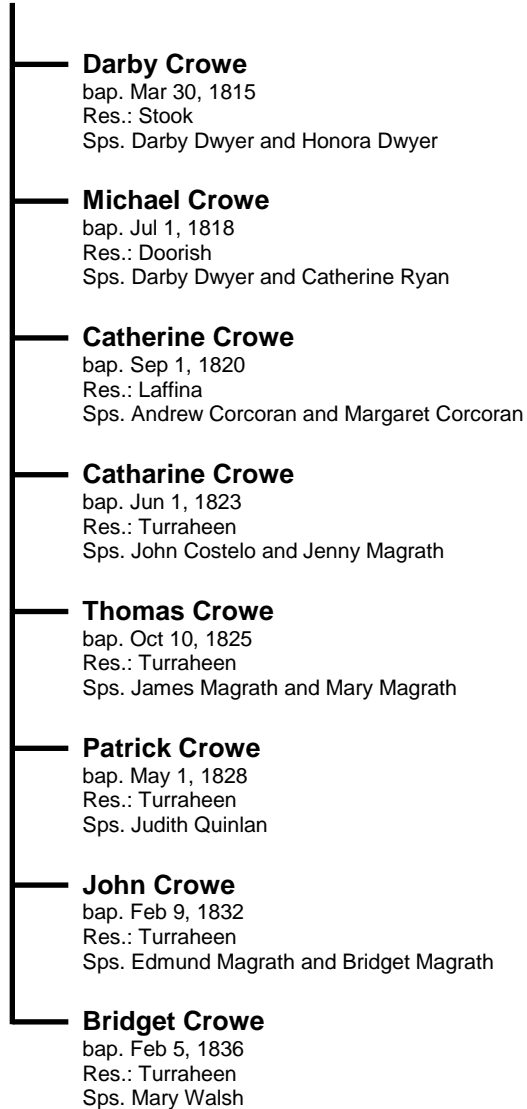 Darby Crowe
bap. Mar 30, 1815
Res.: Stook
Sps. Darby Dwyer and Honora Dwyer
Michael Crowe
bap. Jul 1, 1818
Res.: Doorish
Sps. Darby Dwyer and Catherine Ryan
Catherine Crowe
bap. Sep 1, 1820
Res.: Laffina
Sps. Andrew Corcoran and Margaret Corcoran
Catharine Crowe
bap. Jun 1, 1823
Res.: Turraheen
Sps. John Costelo and Jenny Magrath
Thomas Crowe
bap. Oct 10, 1825
Res.: Turraheen
Sps. James Magrath and Mary Magrath
Patrick Crowe
bap. May 1, 1828
Res.: Turraheen
Sps. Judith Quinlan
John Crowe
bap. Feb 9, 1832
Res.: Turraheen
Sps. Edmund Magrath and Bridget Magrath
Bridget Crowe
bap. Feb 5, 1836
Res.: Turraheen
Sps. Mary Walsh